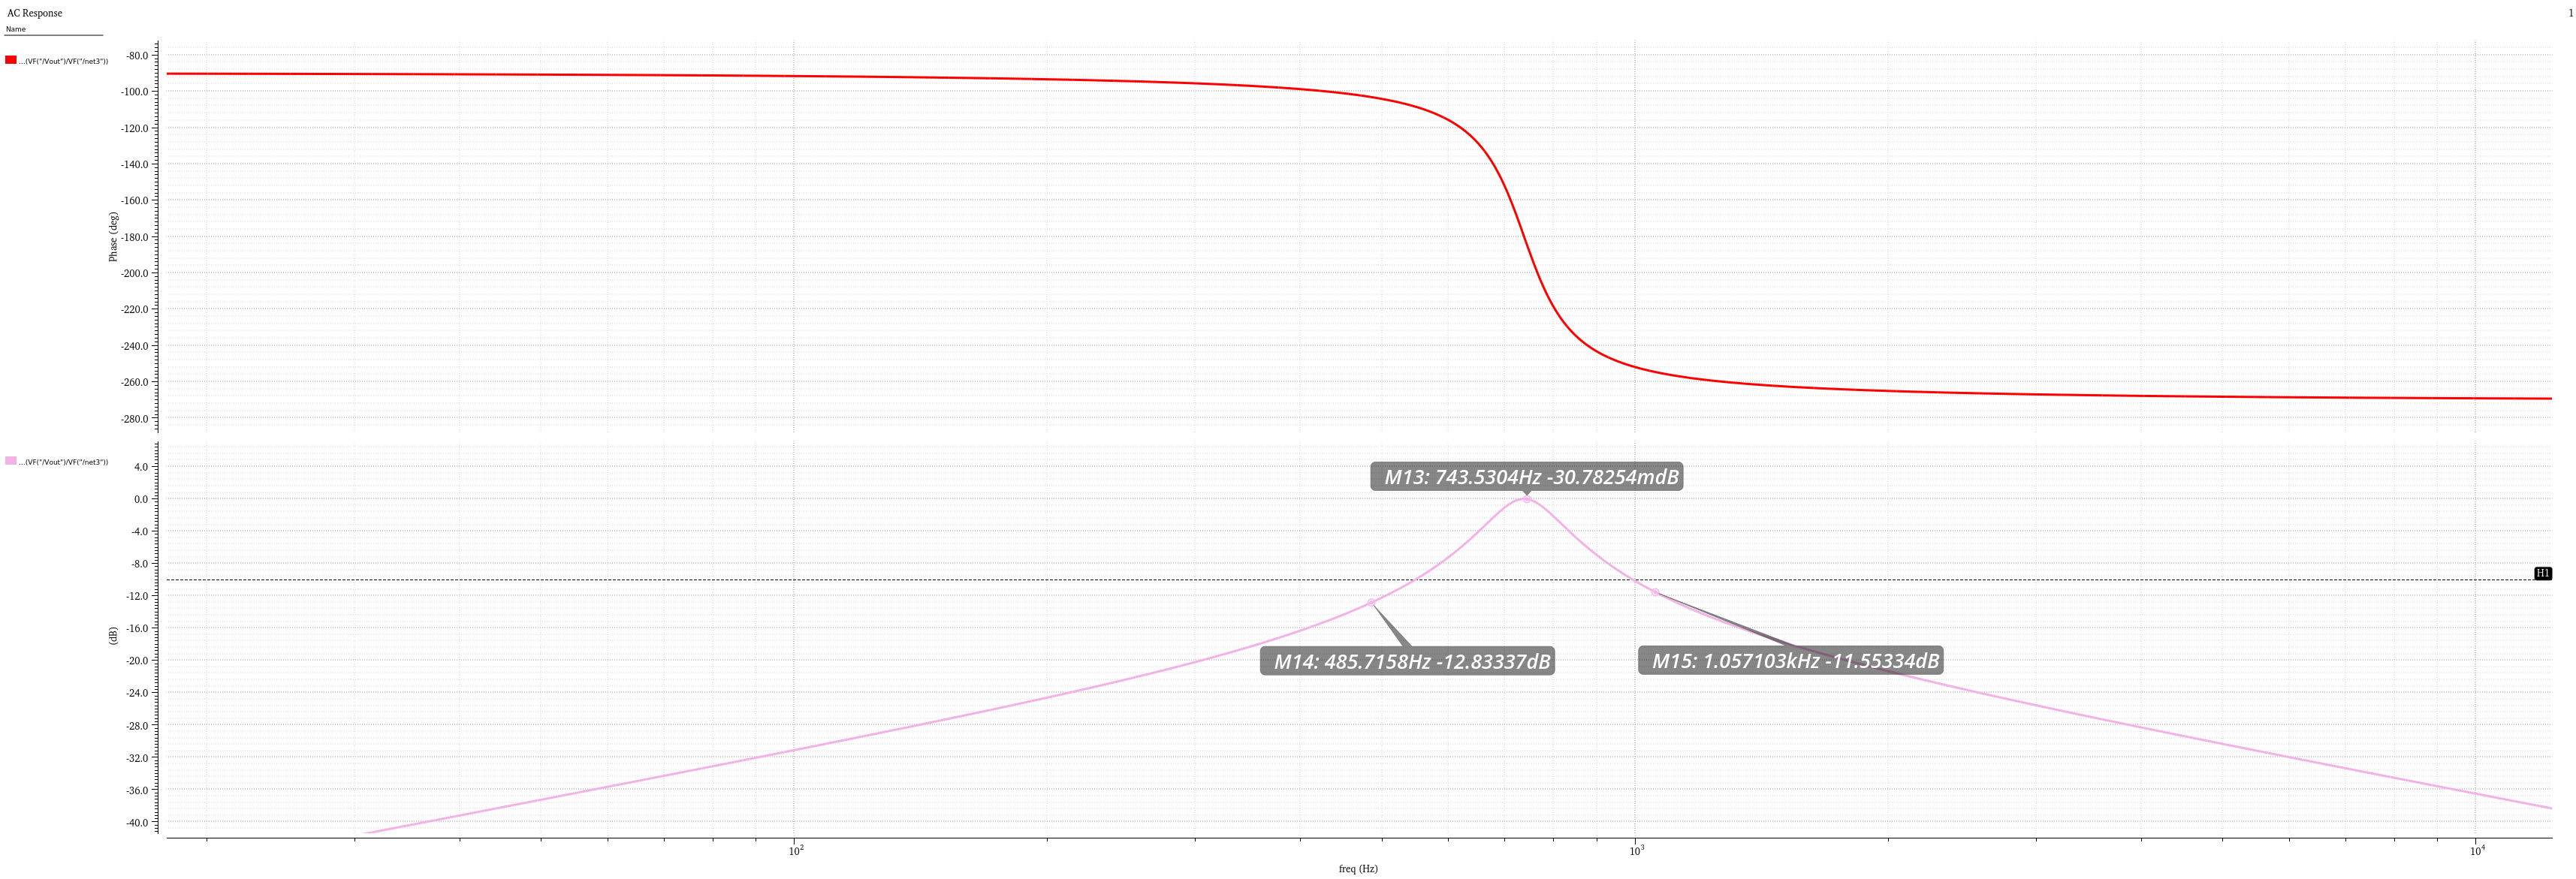 AC Response
1
Name
...(VF("/Vout")/VF("/net3"))
-80.0
-100.0
-120.0
-140.0
-160.0
-180.0
-200.0
-220.0
-240.0
-260.0
-280.0
Phase (deg)
...(VF("/Vout")/VF("/net3"))
4.0
0.0
-4.0
-8.0
-12.0
-16.0
-20.0
-24.0
-28.0
-32.0
-36.0
-40.0
(dB)
M13: 743.5304Hz -30.78254mdB
H1
M14: 485.7158Hz -12.83337dB
M15: 1.057103kHz -11.55334dB
10²
10³
10⁴
freq (Hz)